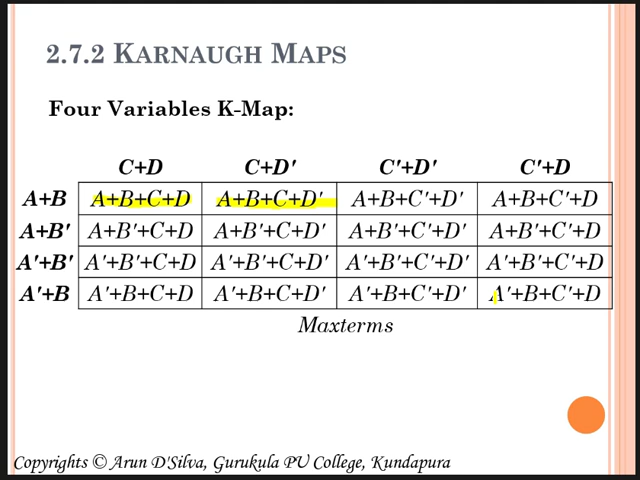 2.7.2 KARNAUGH MAPS
Four Variables K-Map:
C+D C+D' C'+D' C'+D
A+B A+B+C+D A+B+C+D' A+B+C'+D' A+B+C'+D
A+B' A+B'+C+D A+B'+C+D' A+B'+C'+D' A+B'+C'+D
A'+B' A'+B'+C+D A'+B'+C+D' A'+B'+C'+D' A'+B'+C'+D
A'+B A'+B+C+D A'+B+C+D' A'+B+C'+D' A'+B+C'+D
Maxterms
Copyrights © Arun D'Silva, Gurukula PU College, Kundapura